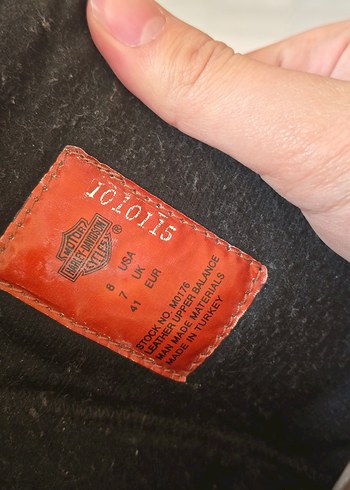 1010115
MOTOR
HARLEY-DAVIDSON
CYCLES
®
8 USA
7 UK
41 EUR
STOCK NO. M0176
LEATHER UPPER BALANCE
MAN MADE MATERIALS
MADE IN TURKEY